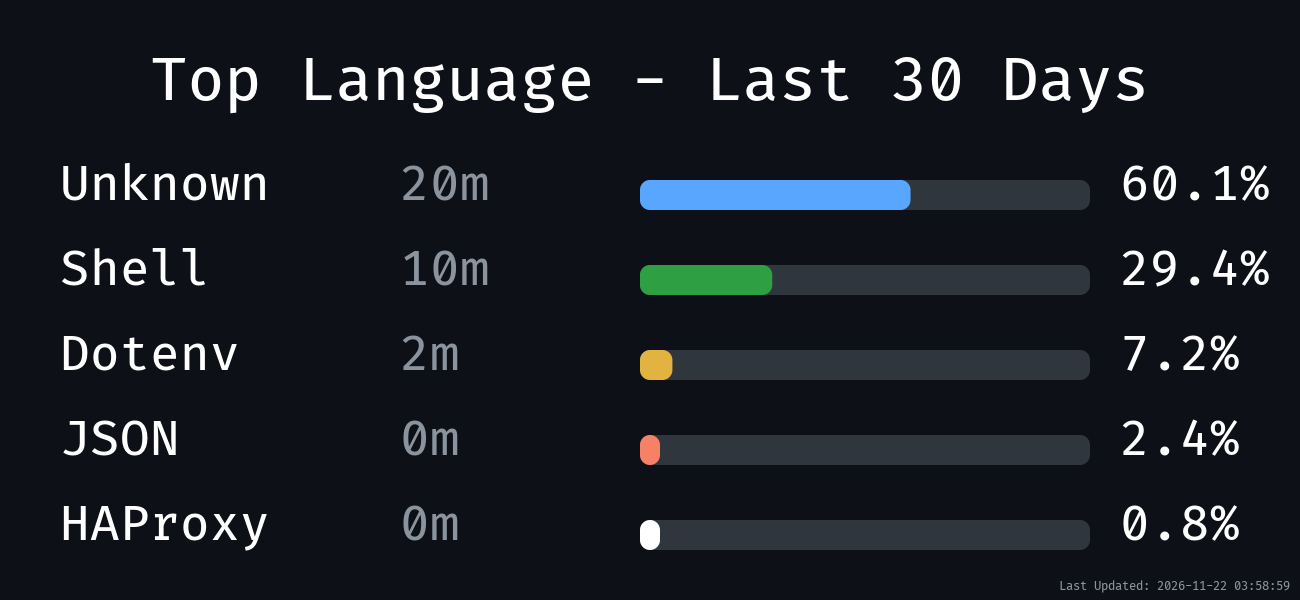 Top Language - Last 30 Days
Unknown 20m 60.1%
Shell 10m 29.4%
Dotenv 2m 7.2%
JSON 0m 2.4%
HAProxy 0m 0.8%
Last Updated: 2026-11-22 03:58:59